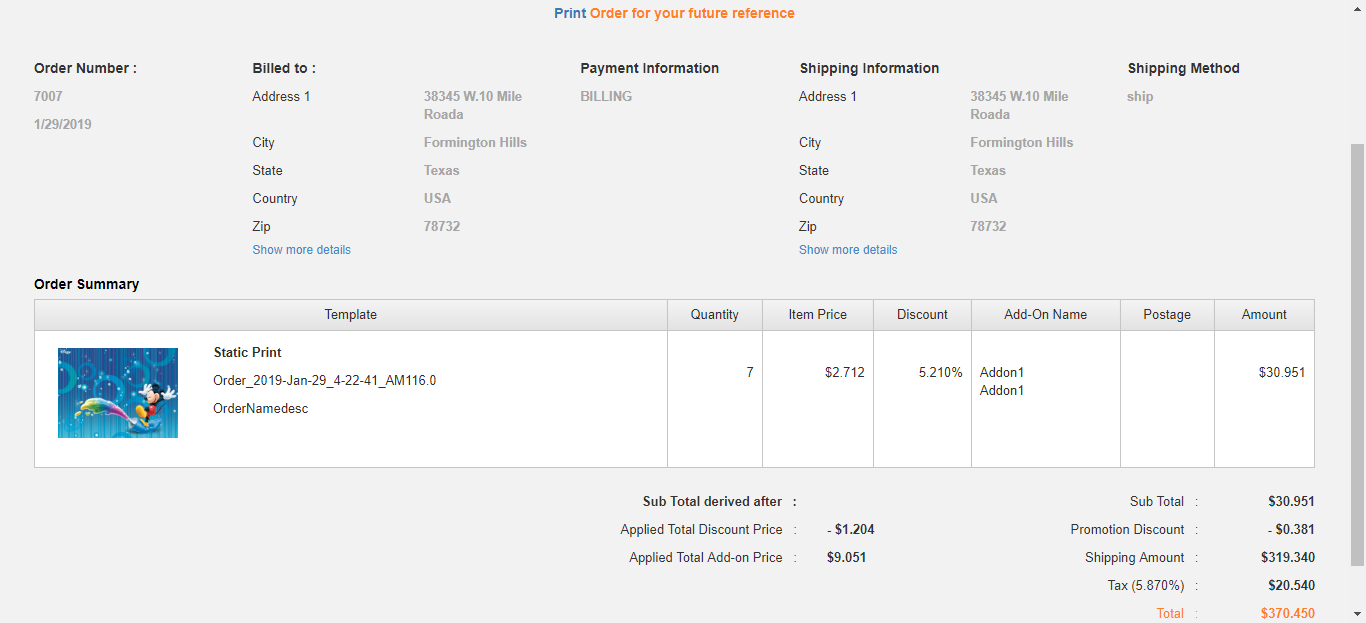 Print Order for your future reference
Order Number :
7007
1/29/2019
Billed to :
Address 1 38345 W.10 Mile
Roada
City Formington Hills
State Texas
Country USA
Zip 78732
Show more details
Payment Information
BILLING
Shipping Information
Address 1 38345 W.10 Mile
Roada
City Formington Hills
State Texas
Country USA
Zip 78732
Show more details
Shipping Method
ship
Order Summary
Template Quantity Item Price Discount Add-On Name Postage Amount
Static Print
Order_2019-Jan-29_4-22-41_AM116.0
OrderNamedesc
7 $2.712 5.210% Addon1 $30.951
Addon1
Sub Total derived after :
Applied Total Discount Price : - $1.204
Applied Total Add-on Price : $9.051
Sub Total : $30.951
Promotion Discount : - $0.381
Shipping Amount : $319.340
Tax (5.870%) : $20.540
Total : $370.450